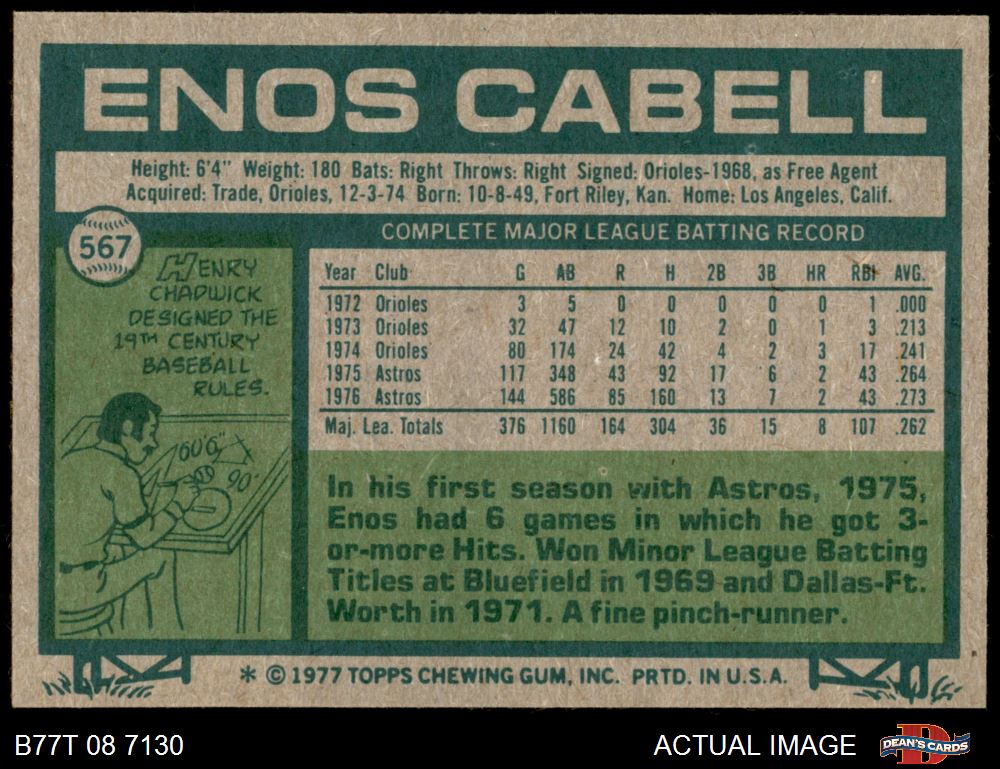 ENOS CABELL
Height: 6'4" Weight: 180 Bats: Right Throws: Right Signed: Orioles-1968, as Free Agent
Acquired: Trade, Orioles, 12-3-74 Born: 10-8-49, Fort Riley, Kan. Home: Los Angeles, Calif.
567
HENRY
CHADWICK
DESIGNED THE
19TH CENTURY
BASEBALL
RULES.
60'6"
90'
COMPLETE MAJOR LEAGUE BATTING RECORD
Year Club G AB R H 2B 3B HR RBI AVG.
1972 Orioles 3 5 0 0 0 0 0 1 .000
1973 Orioles 32 47 12 10 2 0 1 3 .213
1974 Orioles 80 174 24 42 4 2 3 17 .241
1975 Astros 117 348 43 92 17 6 2 43 .264
1976 Astros 144 586 85 160 13 7 2 43 .273
Maj. Lea. Totals 376 1160 164 304 36 15 8 107 .262
In his first season with Astros, 1975,
Enos had 6 games in which he got 3-
or-more Hits. Won Minor League Batting
Titles at Bluefield in 1969 and Dallas-Ft.
Worth in 1971. A fine pinch-runner.
* © 1977 TOPPS CHEWING GUM, INC. PRTD. IN U.S.A.
B77T 08 7130
ACTUAL IMAGE
B
DEAN'S CARDS